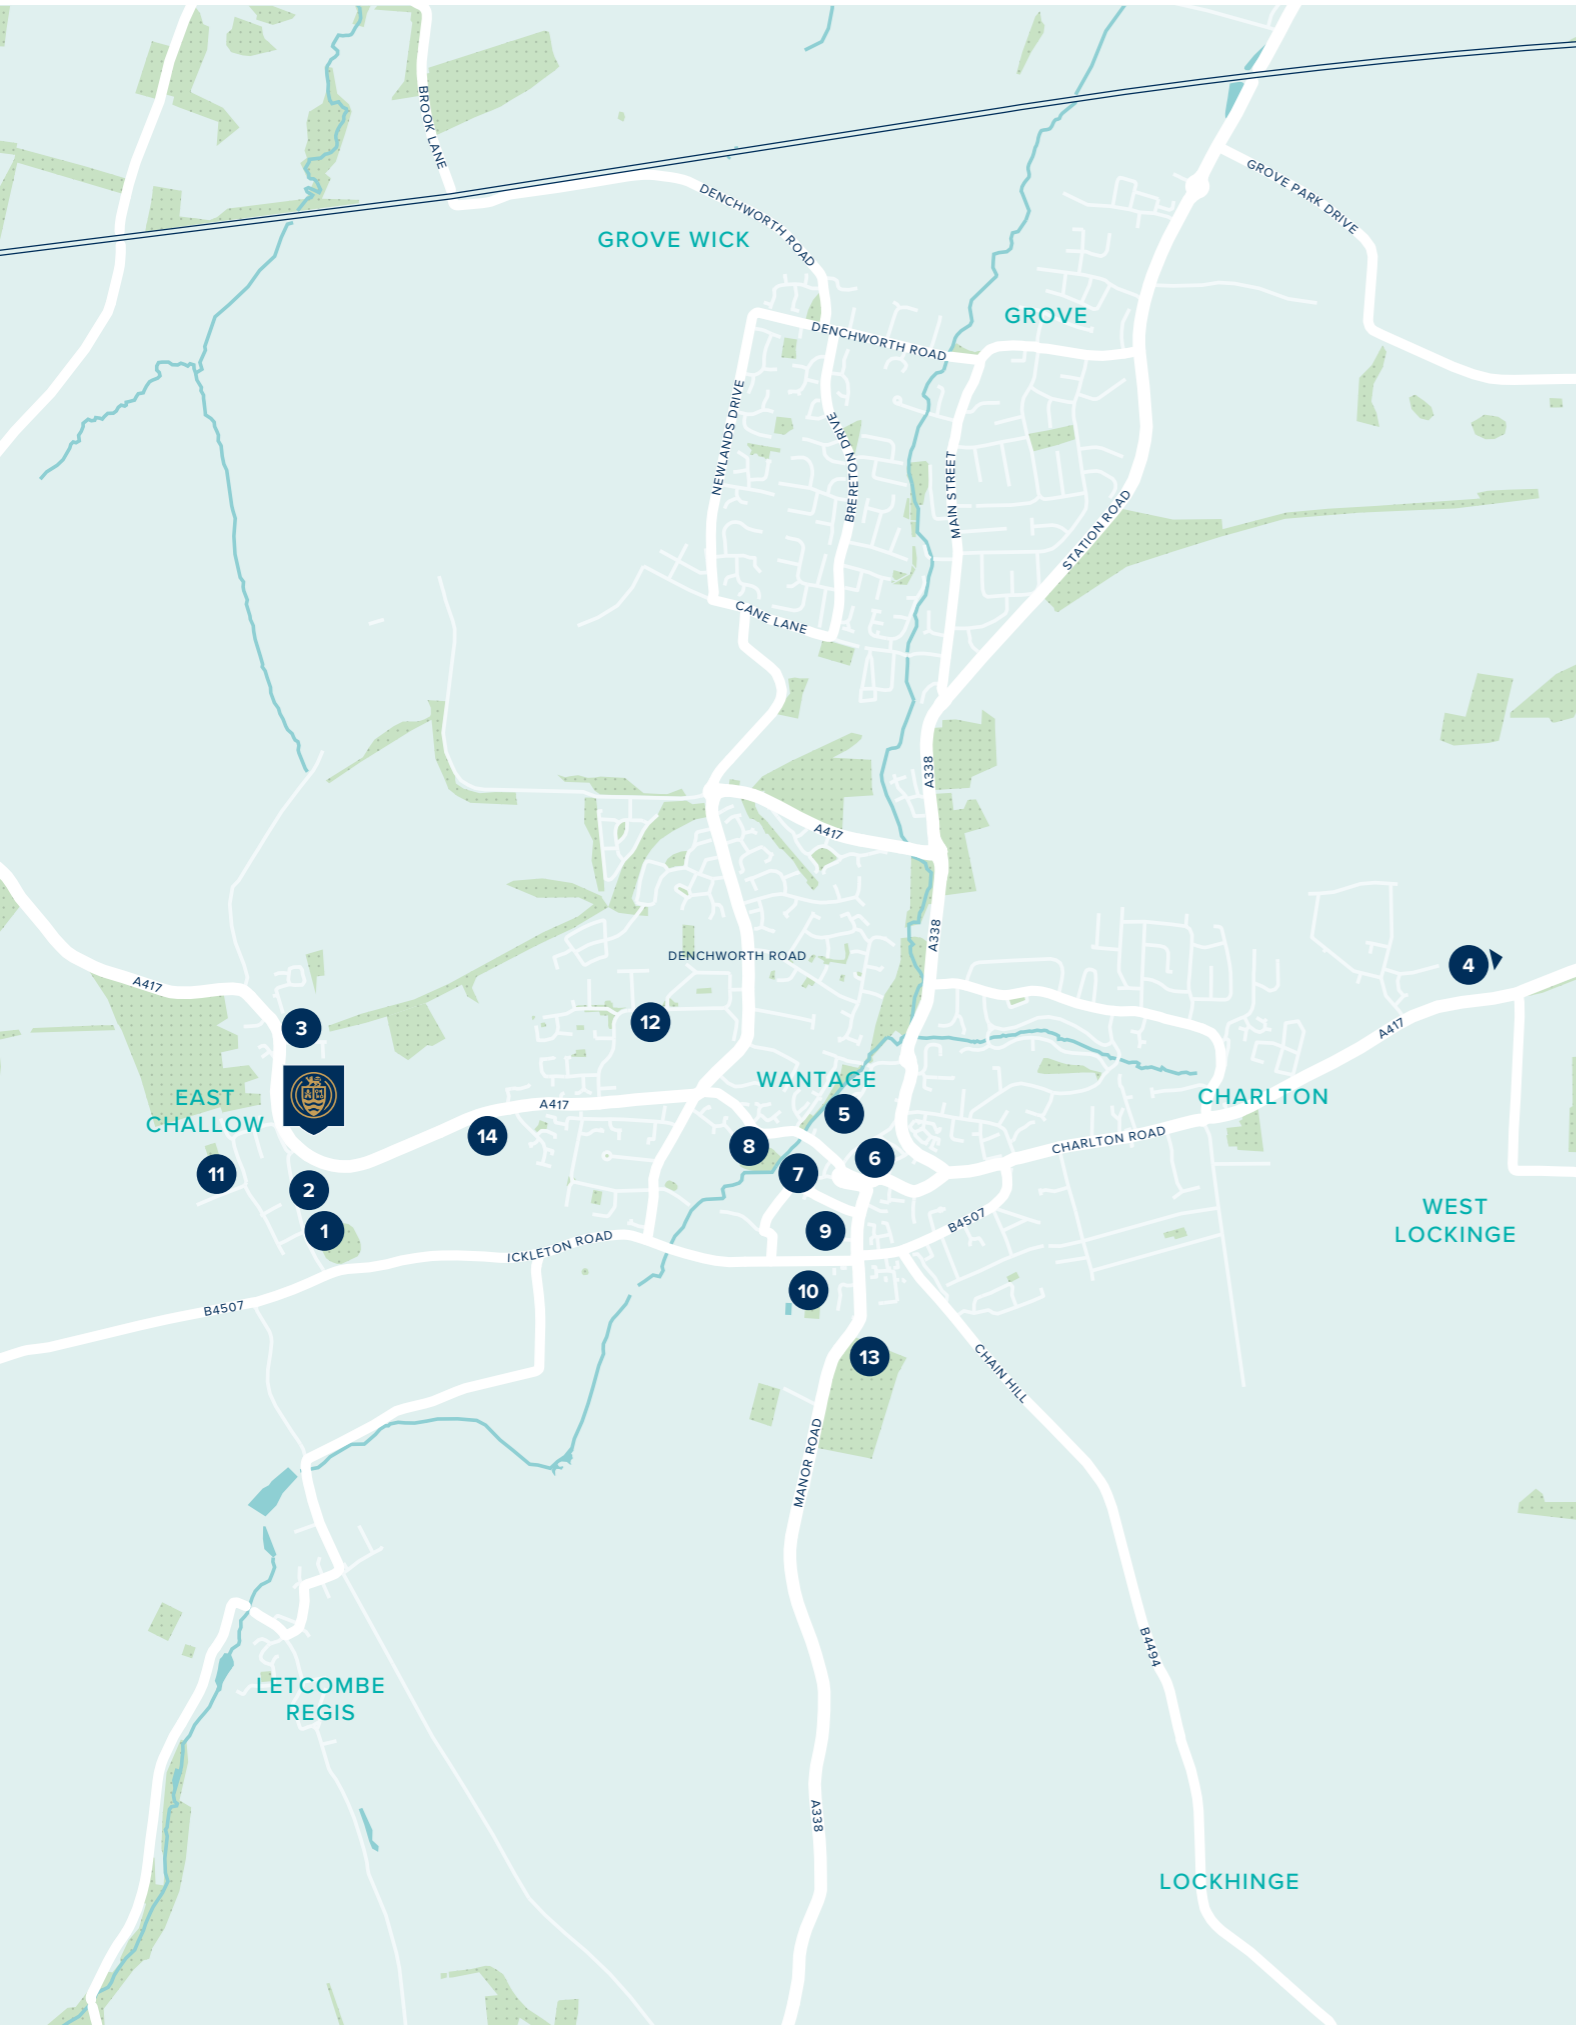 BROOK LANE
GROVE PARK DRIVE
DENCHWORTH ROAD
GROVE WICK
GROVE
DENCHWORTH ROAD
NEWLANDS DRIVE
BRERETON DRIVE
MAIN STREET
STATION ROAD
CANE LANE
A338
A417
A338
DENCHWORTH ROAD
4
A417
12
3
A417
WANTAGE
EAST
CHALLOW
CHARLTON
A417
5
14
CHARLTON ROAD
8
6
7
11
2
WEST
LOCKINGE
1
9
B4507
ICKLETON ROAD
10
B4507
13
CHAIN HILL
MANOR ROAD
B4494
LETCOMBE
REGIS
A338
LOCKHINGE